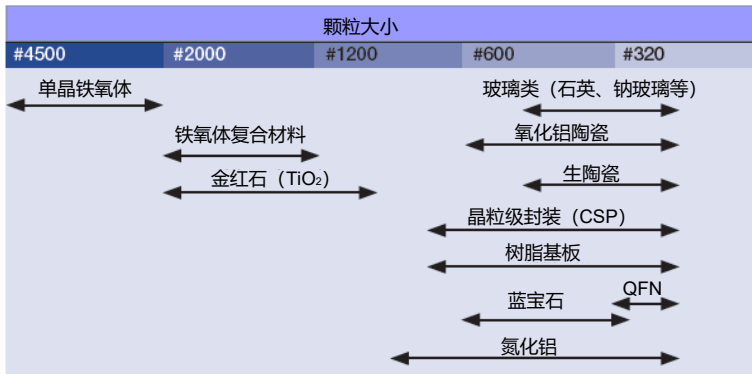 颗粒大小
#4500 #2000 #1200 #600 #320
单晶铁氧体
玻璃类（石英、钠玻璃等）
铁氧体复合材料
氧化铝陶瓷
金红石（TiO₂）
生陶瓷
晶粒级封装（CSP）
树脂基板
QFN
蓝宝石
氮化铝